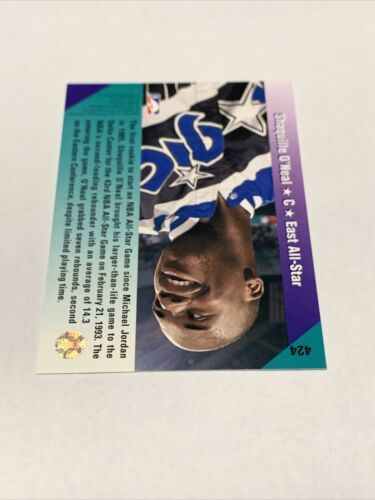 424
Shaquille O'Neal ★ C ★ East All-Star
The first rookie to start an NBA All-Star Game since Michael Jordan
in 1985, Shaquille O'Neal brought his larger-than-life game to the
Delta Center for the 43rd NBA All-Star Game on February 21, 1993. The
NBA's second-leading rebounder with an average of 14.3
entering the game, O'Neal grabbed seven rebounds, second
on the Eastern Conference, despite limited playing time.